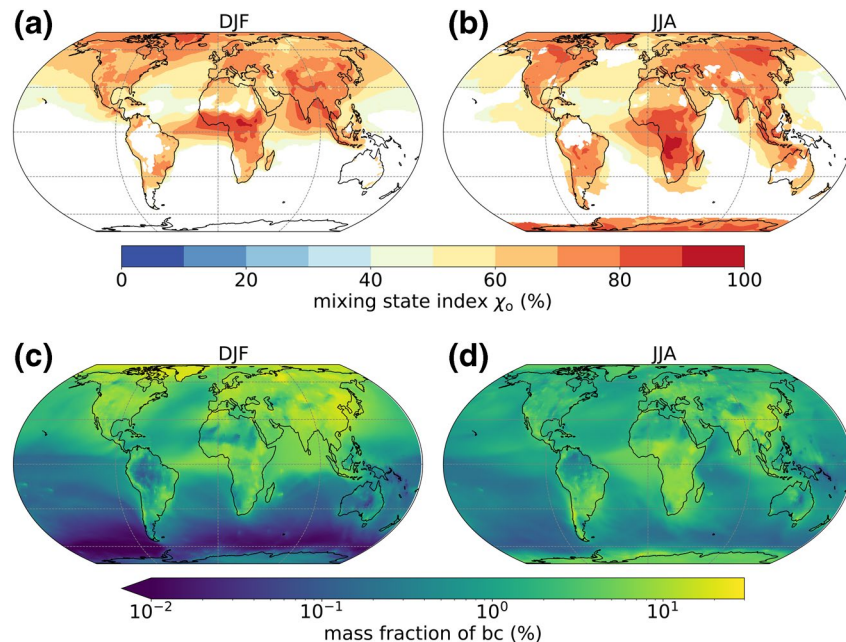 (a) DJF (b) JJA
0 20 40 60 80 100
mixing state index χₒ (%)
(c) DJF (d) JJA
10⁻² 10⁻¹ 10⁰ 10¹
mass fraction of bc (%)